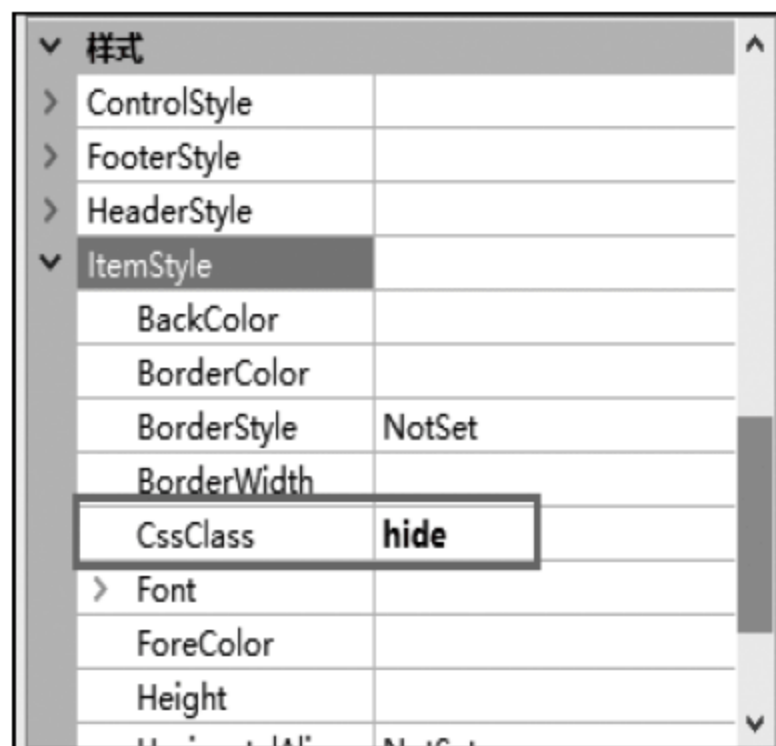 样式
ControlStyle
FooterStyle
HeaderStyle
ItemStyle
BackColor
BorderColor
BorderStyle NotSet
BorderWidth
CssClass hide
Font
ForeColor
Height